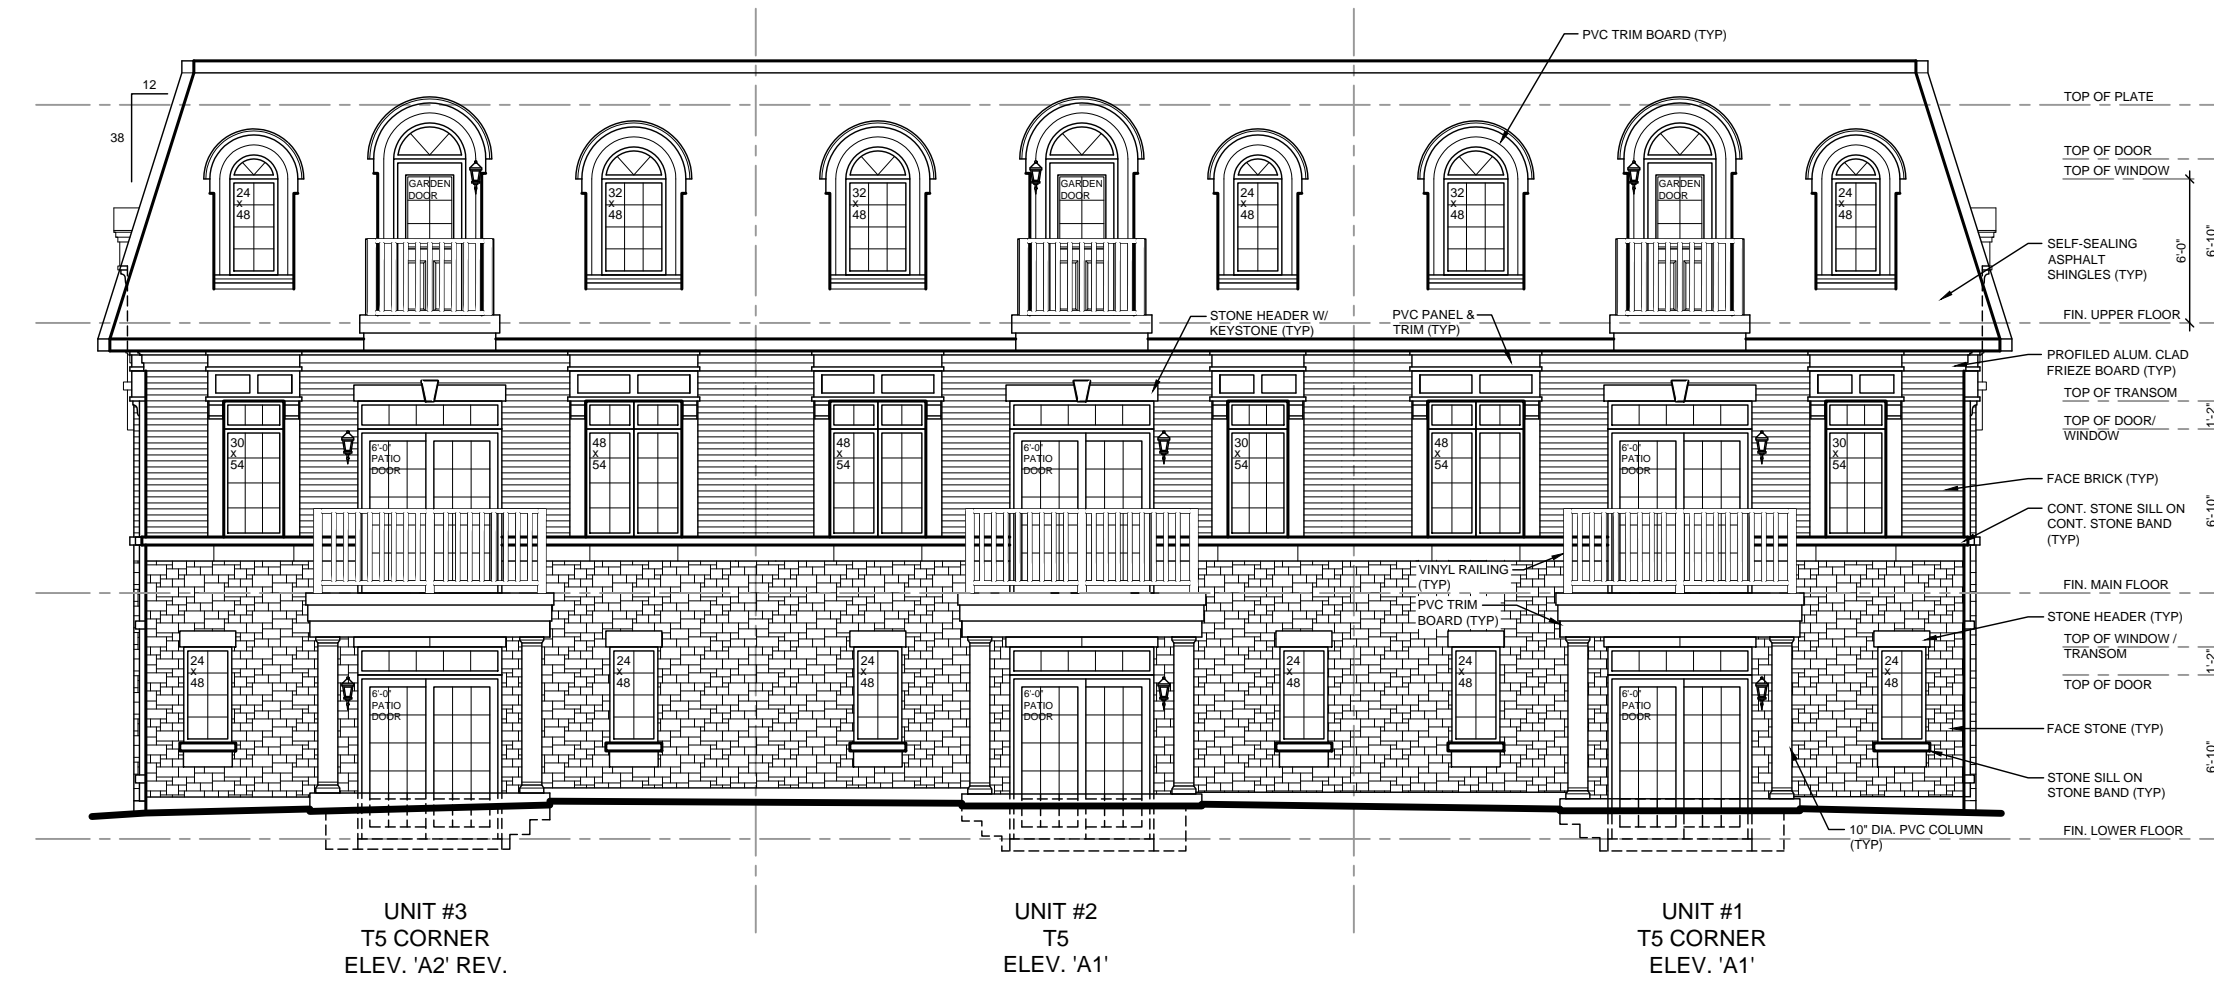 PVC TRIM BOARD (TYP)
12
38
TOP OF PLATE
TOP OF DOOR
TOP OF WINDOW
24
x
48
GARDEN
DOOR
32
x
48
32
x
48
GARDEN
DOOR
24
x
48
32
x
48
GARDEN
DOOR
24
x
48
6'-0"
6'-10"
SELF-SEALING
ASPHALT
SHINGLES (TYP)
STONE HEADER W/
KEYSTONE (TYP)
PVC PANEL &
TRIM (TYP)
FIN. UPPER FLOOR
PROFILED ALUM. CLAD
FRIEZE BOARD (TYP)
TOP OF TRANSOM
1'-2"
TOP OF DOOR/
WINDOW
30
x
54
6'-0"
PATIO
DOOR
48
x
54
48
x
54
6'-0"
PATIO
DOOR
30
x
54
48
x
54
6'-0"
PATIO
DOOR
30
x
54
FACE BRICK (TYP)
6'-10"
CONT. STONE SILL ON
CONT. STONE BAND
(TYP)
VINYL RAILING
(TYP)
FIN. MAIN FLOOR
PVC TRIM
BOARD (TYP)
STONE HEADER (TYP)
TOP OF WINDOW /
TRANSOM
1'-2"
TOP OF DOOR
24
x
48
6'-0"
PATIO
DOOR
24
x
48
24
x
48
6'-0"
PATIO
DOOR
24
x
48
24
x
48
6'-0"
PATIO
DOOR
24
x
48
FACE STONE (TYP)
6'-10"
STONE SILL ON
STONE BAND (TYP)
10" DIA. PVC COLUMN
(TYP)
FIN. LOWER FLOOR
UNIT #3
T5 CORNER
ELEV. 'A2' REV.
UNIT #2
T5
ELEV. 'A1'
UNIT #1
T5 CORNER
ELEV. 'A1'